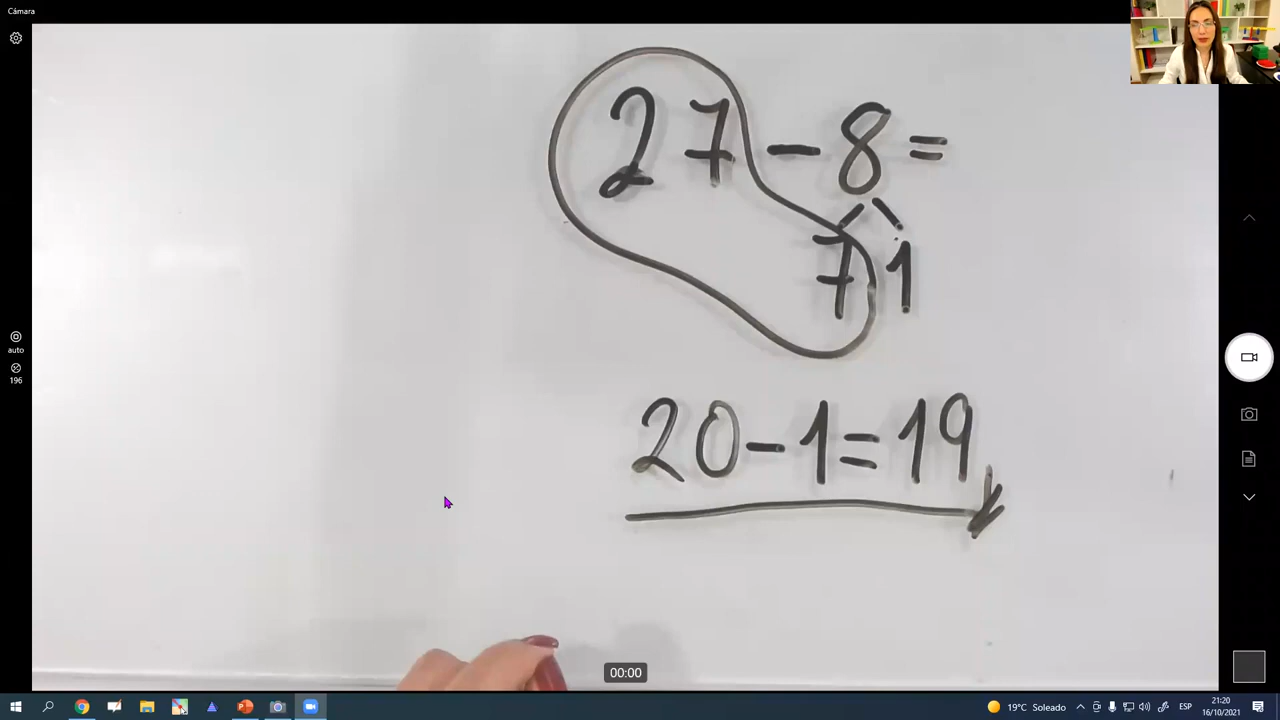 Cámara
27 - 8 =
7 1
20 - 1 = 19
auto
196
00:00
19°C Soleado
ESP
21:20
16/10/2021